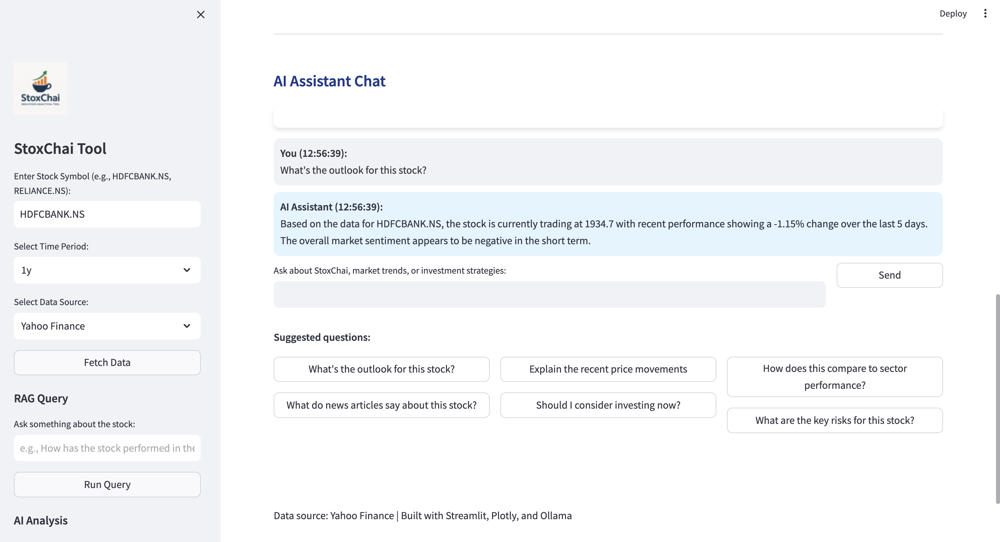 Deploy
StoxChai
INDIA STOCK ANALYTICAL TOOL
StoxChai Tool
Enter Stock Symbol (e.g., HDFCBANK.NS,
RELIANCE.NS):
HDFCBANK.NS
Select Time Period:
1y
Select Data Source:
Yahoo Finance
Fetch Data
RAG Query
Ask something about the stock:
e.g., How has the stock performed in the
Run Query
AI Analysis
AI Assistant Chat
You (12:56:39):
What's the outlook for this stock?
AI Assistant (12:56:39):
Based on the data for HDFCBANK.NS, the stock is currently trading at 1934.7 with recent performance showing a -1.15% change over the last 5 days.
The overall market sentiment appears to be negative in the short term.
Ask about StoxChai, market trends, or investment strategies:
Send
Suggested questions:
What's the outlook for this stock?
Explain the recent price movements
How does this compare to sector
performance?
What do news articles say about this stock?
Should I consider investing now?
What are the key risks for this stock?
Data source: Yahoo Finance | Built with Streamlit, Plotly, and Ollama